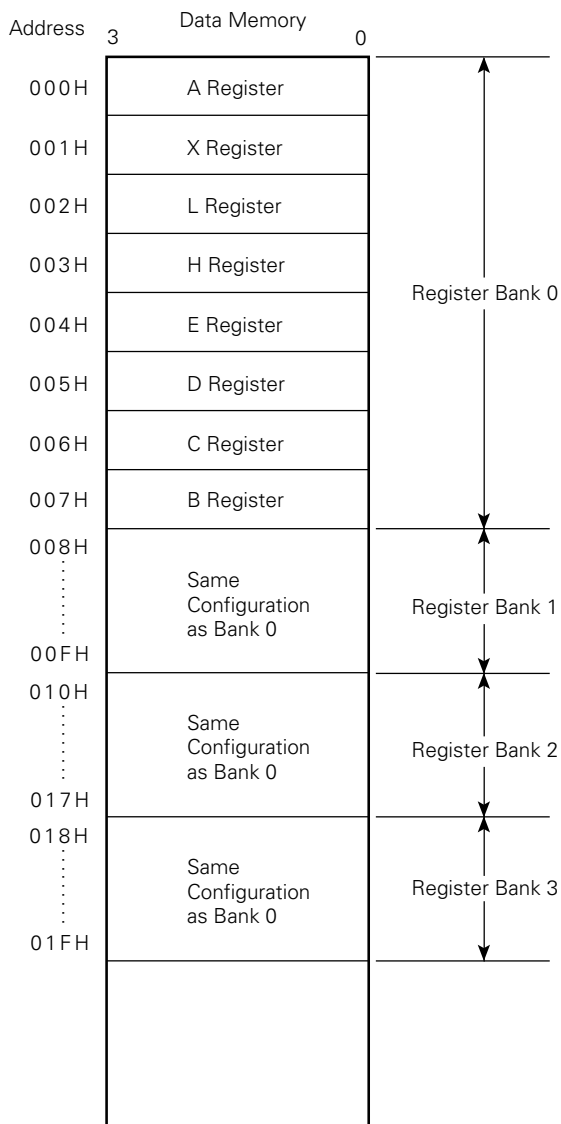 Address
Data Memory
3
0
000H
A Register
001H
X Register
002H
L Register
003H
H Register
Register Bank 0
004H
E Register
005H
D Register
006H
C Register
007H
B Register
008H
Same
Configuration
as Bank 0
Register Bank 1
00FH
010H
Same
Configuration
as Bank 0
Register Bank 2
017H
018H
Same
Configuration
as Bank 0
Register Bank 3
01FH